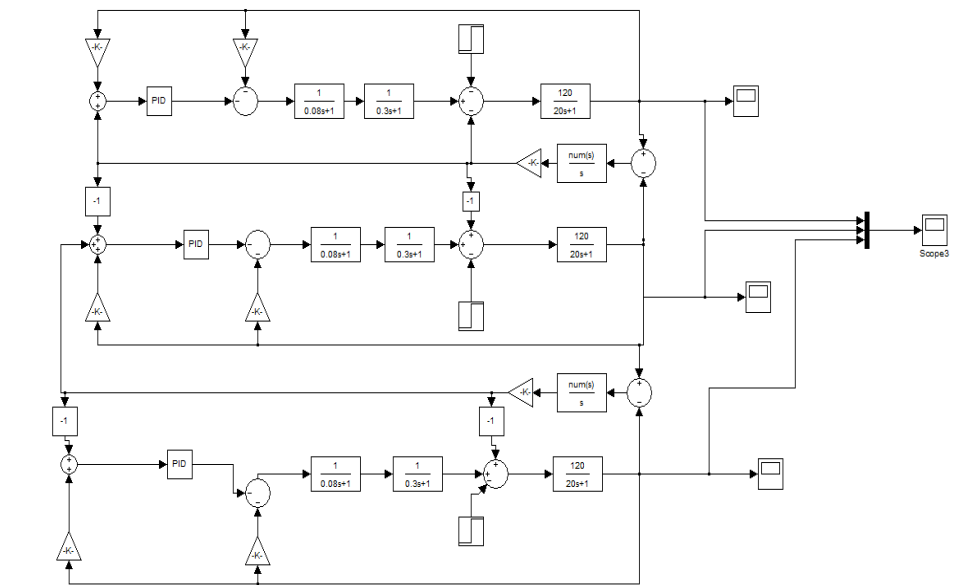 -K-
-K-
+
+
PID
−
−
1
0.08s+1
1
0.3s+1
−
+
−
120
20s+1
+
−
-K-
num(s)
s
-1
-1
+
+
+
PID
−
−
1
0.08s+1
1
0.3s+1
+
+
−
120
20s+1
-K-
-K-
Scope3
+
−
-K-
num(s)
s
-1
-1
+
+
PID
−
−
1
0.08s+1
1
0.3s+1
+
+
−
120
20s+1
-K-
-K-